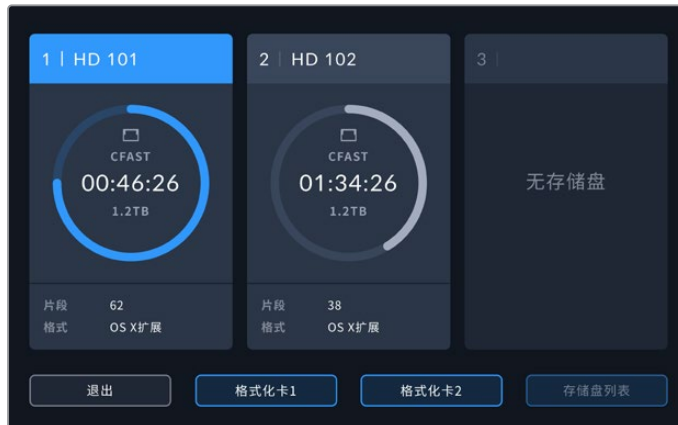 1 | HD 101
CFAST
00:46:26
1.2TB
片段 62
格式 OS X扩展
2 | HD 102
CFAST
01:34:26
1.2TB
片段 38
格式 OS X扩展
3 |
无存储盘
退出
格式化卡1
格式化卡2
存储盘列表